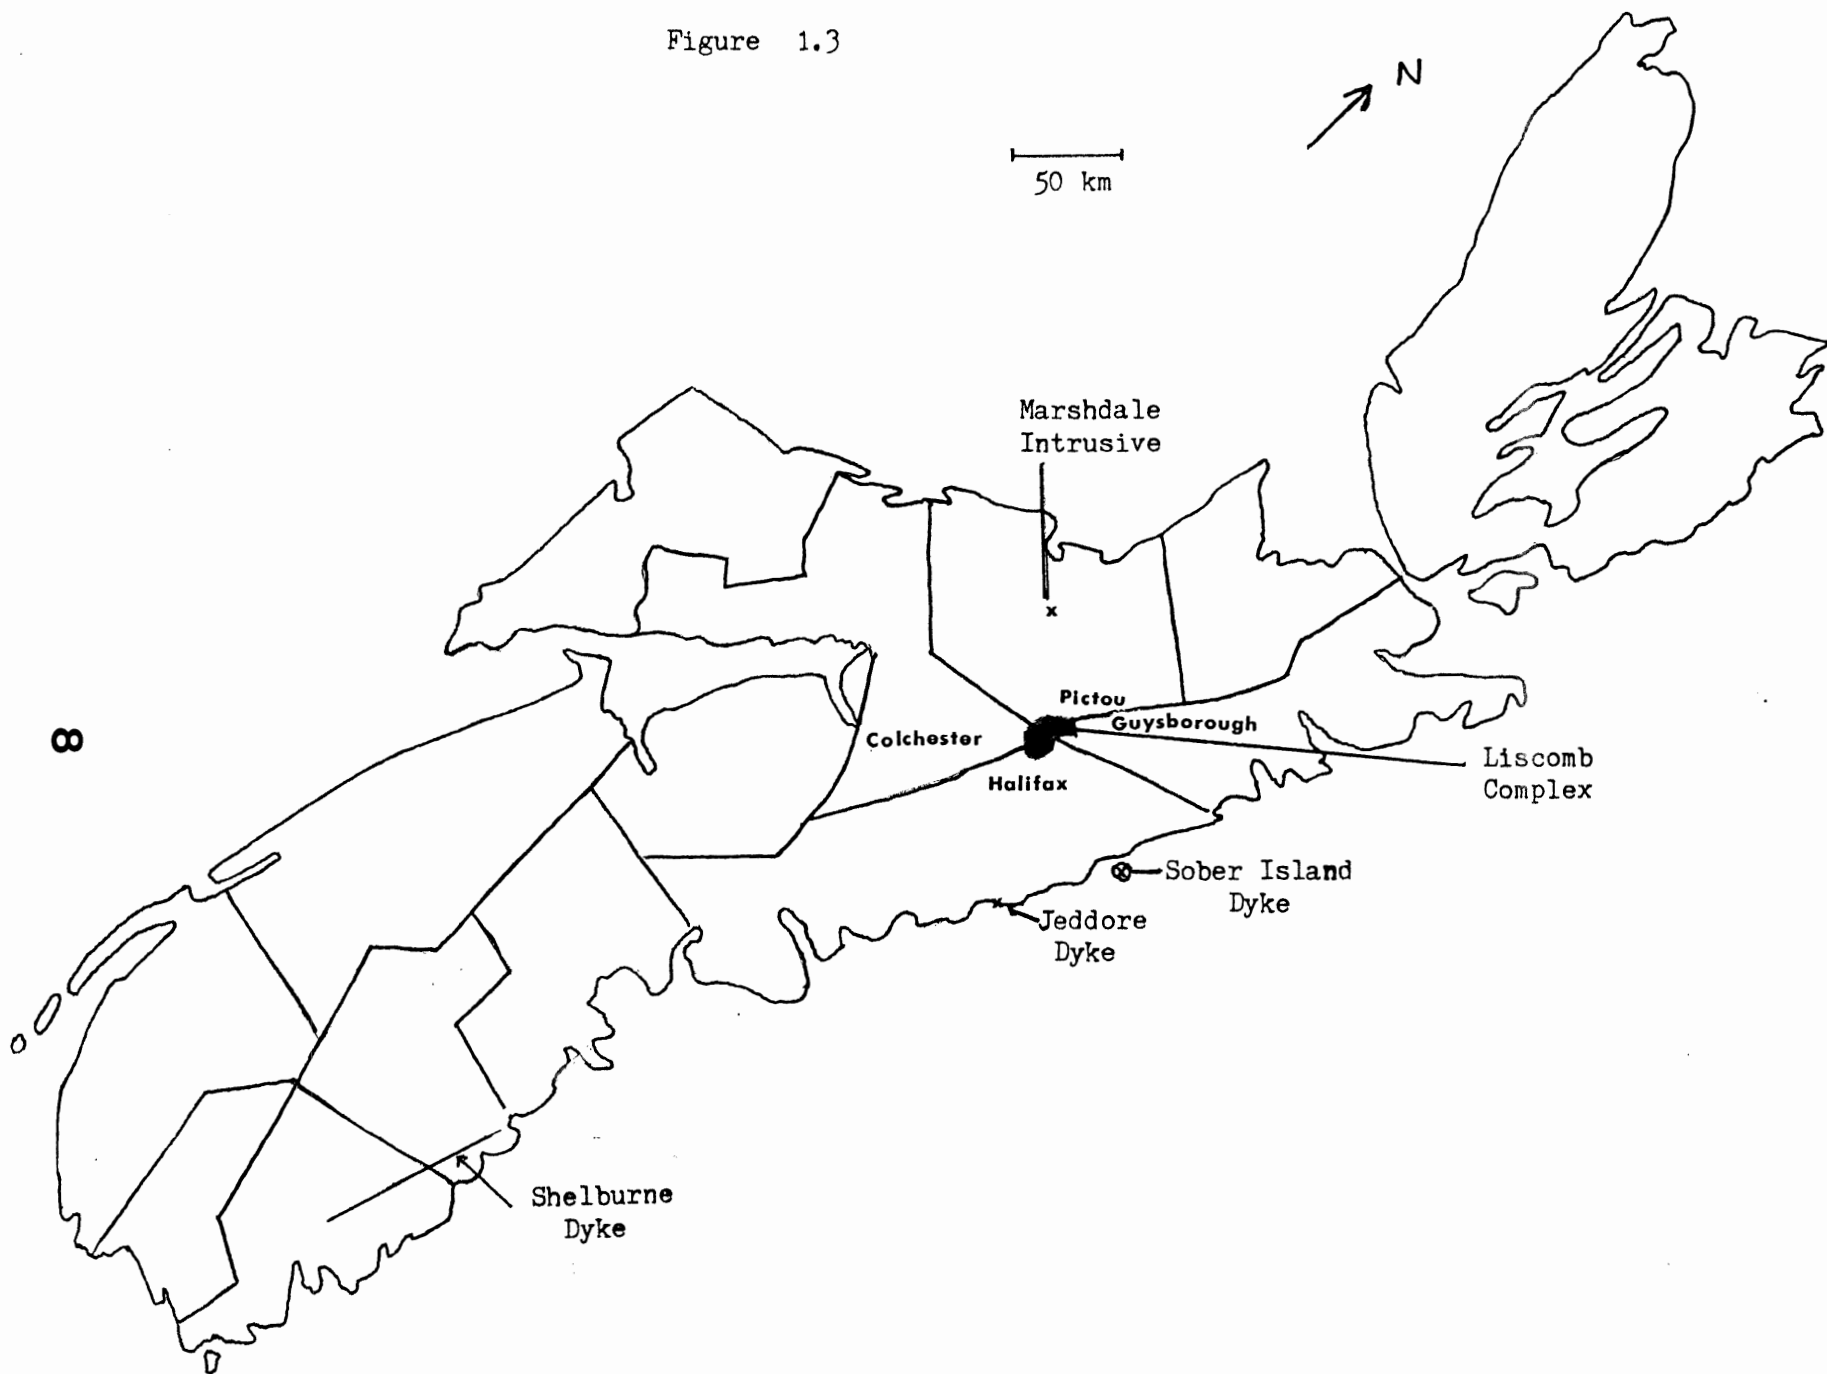 Figure 1.3
N
50 km
Marshdale
Intrusive
x
Pictou
Guysborough
Colchester
Halifax
Liscomb
Complex
8
Sober Island
Dyke
x
Jeddore
Dyke
Shelburne
Dyke